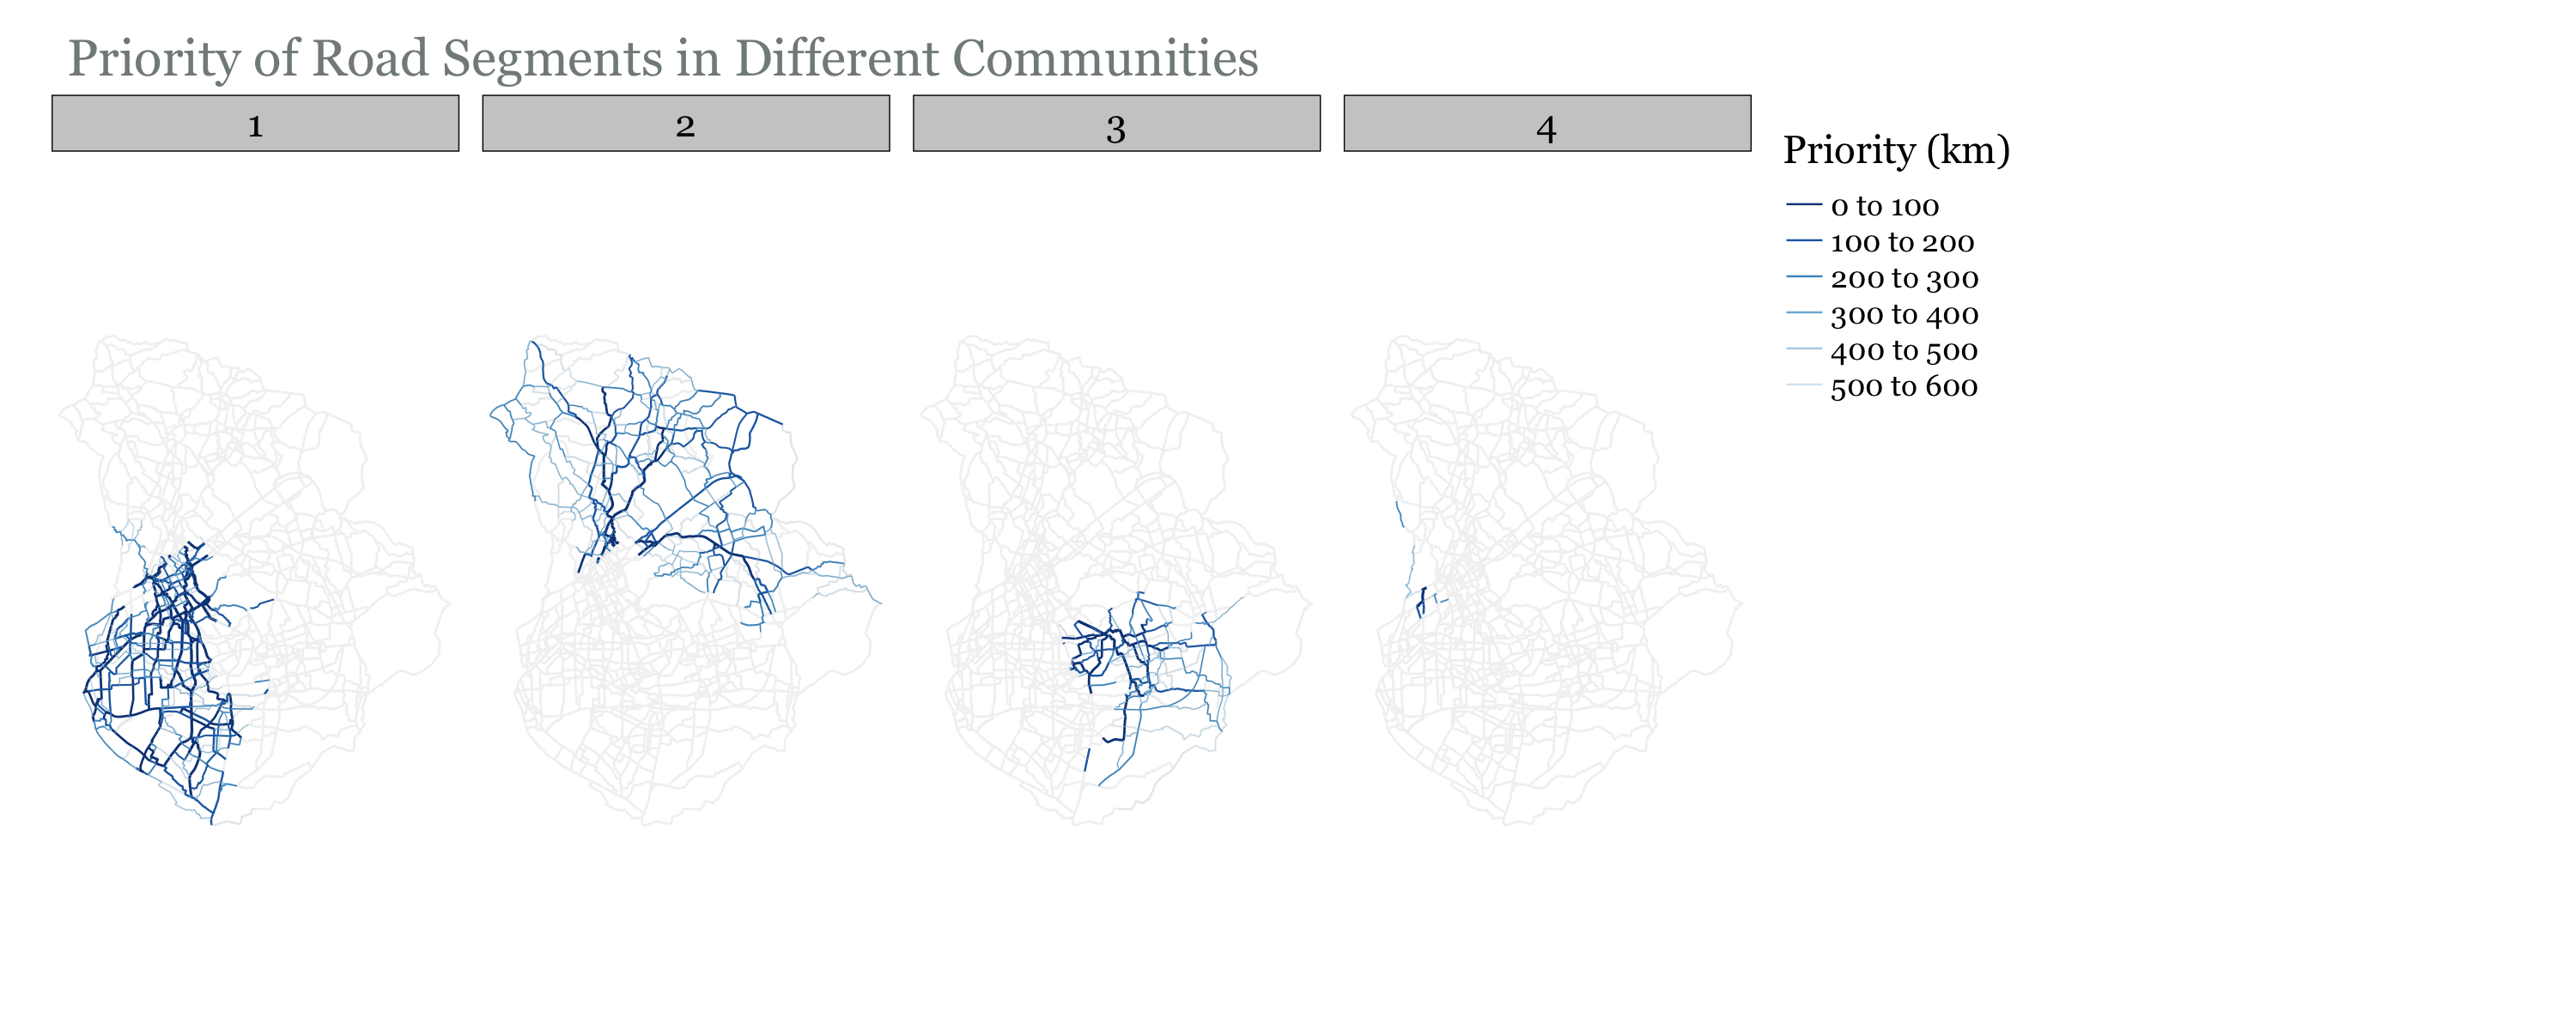 Priority of Road Segments in Different Communities
1
2
3
4
Priority (km)
0 to 100
100 to 200
200 to 300
300 to 400
400 to 500
500 to 600